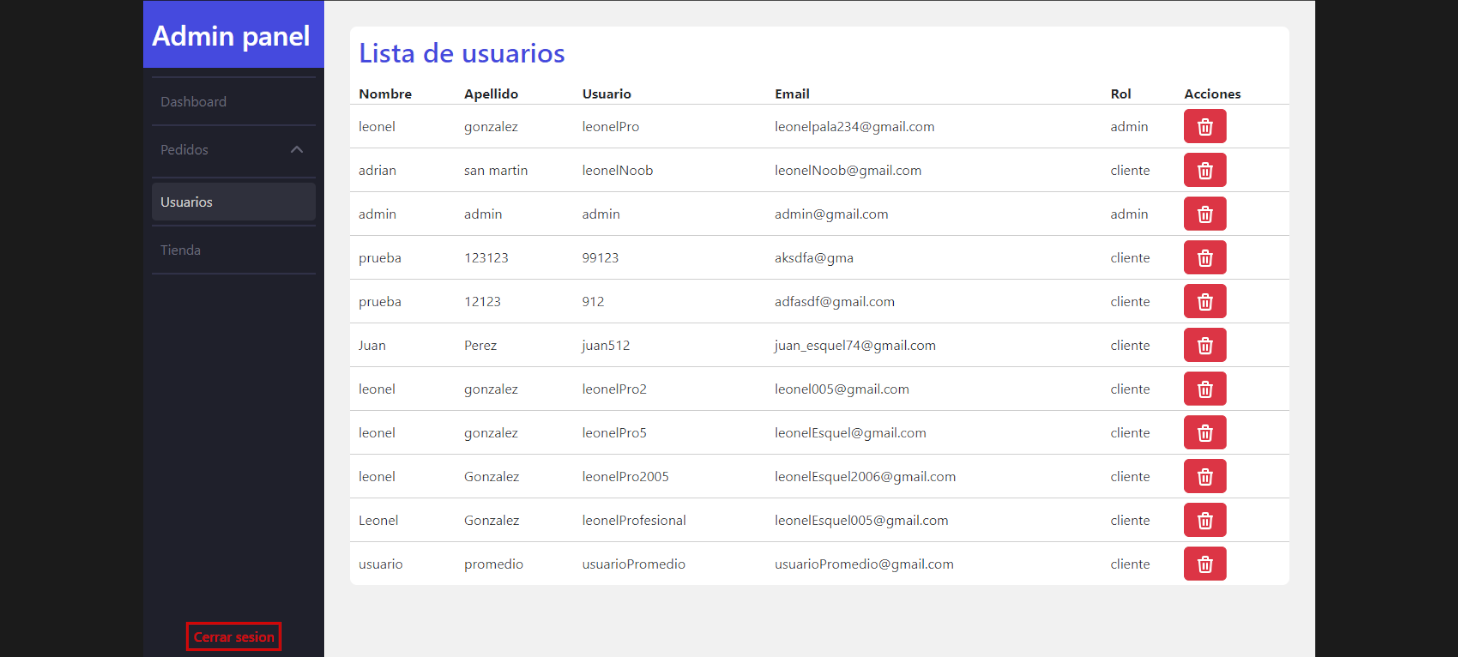 Admin panel
Dashboard
Pedidos
Usuarios
Tienda
Cerrar sesion
Lista de usuarios
Nombre Apellido Usuario Email Rol Acciones
leonel gonzalez leonelPro leonelpala234@gmail.com admin
adrian san martin leonelNoob leonelNoob@gmail.com cliente
admin admin admin admin@gmail.com admin
prueba 123123 99123 aksdfa@gma cliente
prueba 12123 912 adfasdf@gmail.com cliente
Juan Perez juan512 juan_esquel74@gmail.com cliente
leonel gonzalez leonelPro2 leonel005@gmail.com cliente
leonel gonzalez leonelPro5 leonelEsquel@gmail.com cliente
leonel Gonzalez leonelPro2005 leonelEsquel2006@gmail.com cliente
Leonel Gonzalez leonelProfesional leonelEsquel005@gmail.com cliente
usuario promedio usuarioPromedio usuarioPromedio@gmail.com cliente